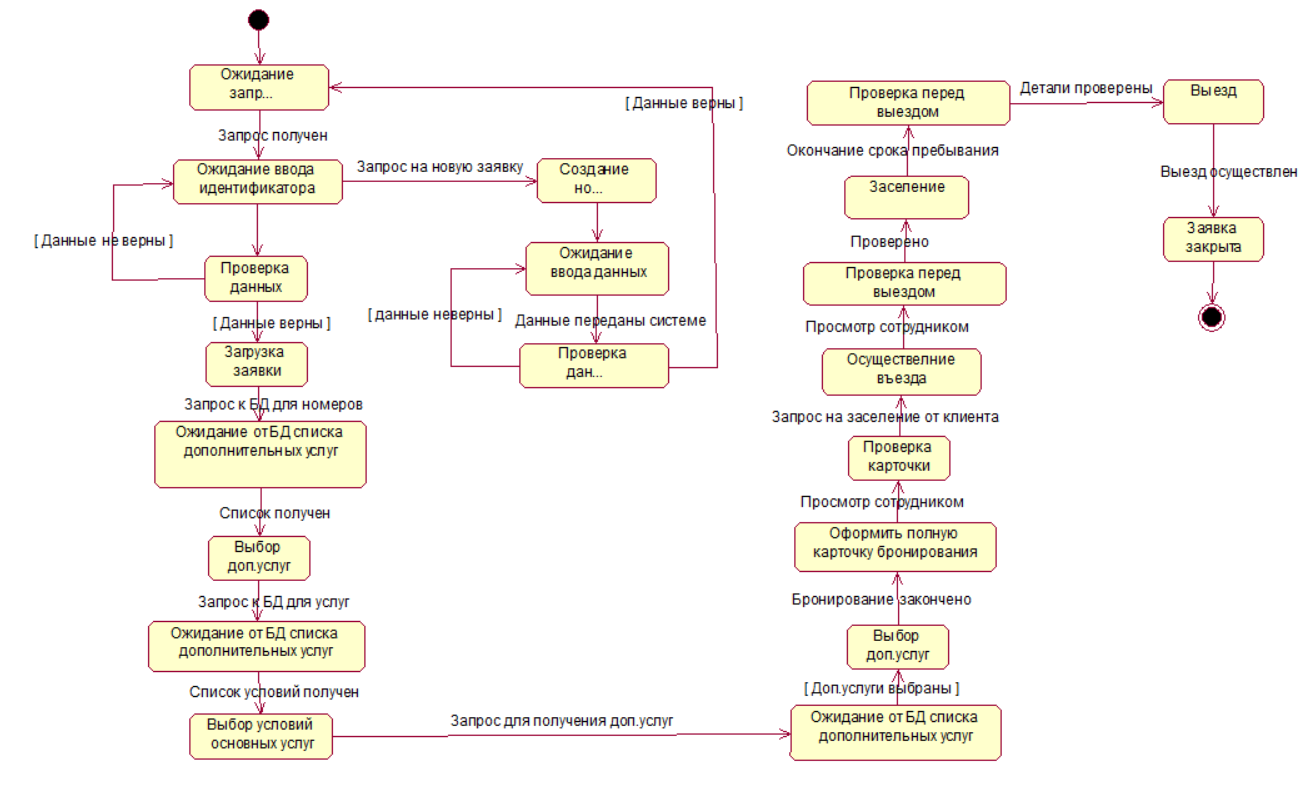 Ожидание
запр...
Запрос получен
Ожидание ввода
идентификатора
[ Данные не верны ]
Проверка
данных
[ Данные верны ]
Загрузка
заявки
Запрос к БД для номеров
Ожидание от БД списка
дополнительных услуг
Список получен
Выбор
доп.услуг
Запрос к БД для услуг
Ожидание от БД списка
дополнительных услуг
Список условий получен
Выбор условий
основных услуг
Запрос на новую заявку
Создание
но...
Ожидание
ввода данных
[ данные неверны ]
Данные переданы системе
Проверка
дан...
[ Данные верны ]
Запрос для получения доп.услуг
Ожидание от БД списка
дополнительных услуг
[ Доп.услуги выбраны ]
Выбор
доп.услуг
Бронирование закончено
Оформить полную
карточку бронирования
Просмотр сотрудником
Проверка
карточки
Запрос на заселение от клиента
Осуществелние
въезда
Просмотр сотрудником
Проверка перед
выездом
Проверено
Заселение
Окончание срока пребывания
Проверка перед
выездом
Детали проверены
Выезд
Выезд осуществлен
Заявка
закрыта